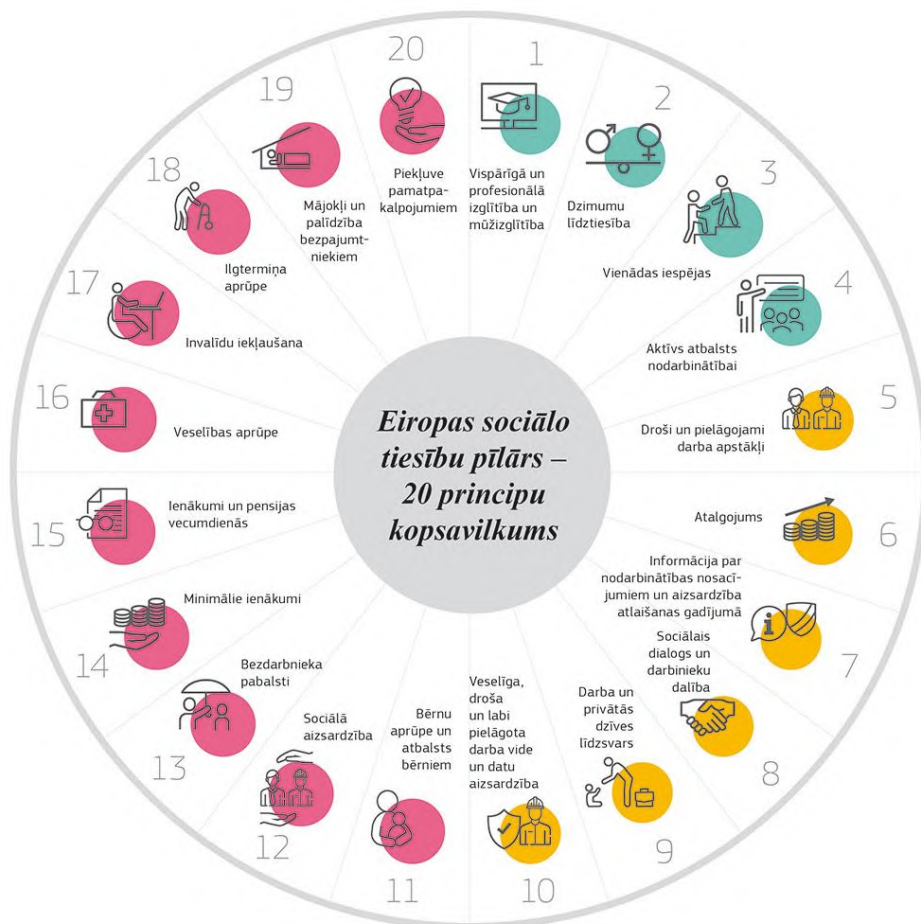 Eiropas sociālo
tiesību pīlārs –
20 principu
kopsavilkums
1
Vispārīgā un
profesionālā
izglītība un
mūžizglītība
2
Dzimumu
līdztiesība
3
Vienādas iespējas
4
Aktīvs atbalsts
nodarbinātībai
5
Droši un pielāgojami
darba apstākļi
6
Atalgojums
7
Informācija par
nodarbinātības nosacī-
jumiem un aizsardzība
atlaišanas gadījumā
8
Sociālais
dialogs un
darbinieku
dalība
9
Darba un
privātās
dzīves
līdzsvars
10
Veselīga,
droša
un labi
pielāgota
darba vide
un datu
aizsardzība
11
Bērnu
aprūpe un
atbalsts
bērniem
12
Sociālā
aizsardzība
13
Bezdarbnieka
pabalsti
14
Minimālie ienākumi
15
Ienākumi un pensijas
vecumdienās
16
Veselības aprūpe
17
Invalīdu iekļaušana
18
Ilgtermiņa
aprūpe
19
Mājokļi un
palīdzība
bezpajumt-
niekiem
20
Piekļuve
pamatpa-
kalpojumiem